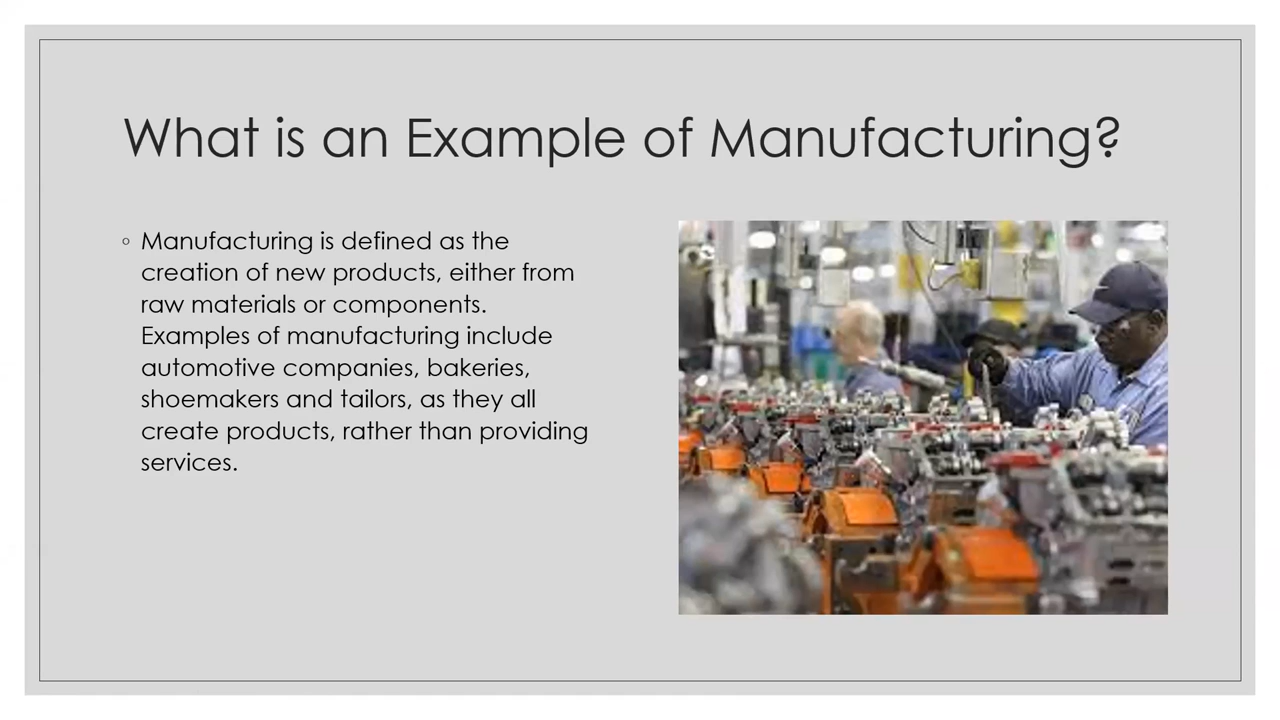 What is an Example of Manufacturing?
◦ Manufacturing is defined as the
creation of new products, either from
raw materials or components.
Examples of manufacturing include
automotive companies, bakeries,
shoemakers and tailors, as they all
create products, rather than providing
services.